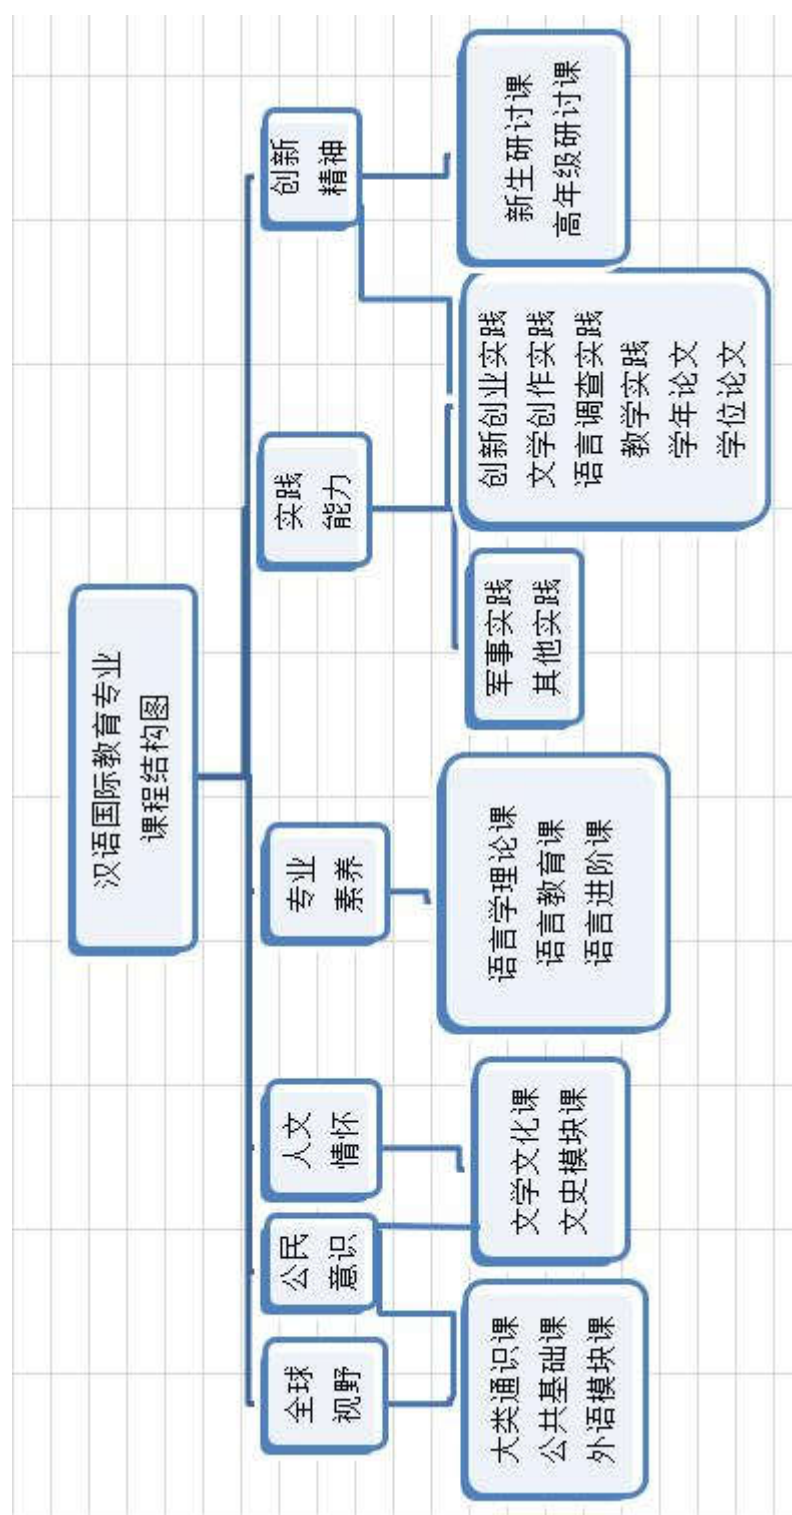 汉语国际教育专业
课程结构图
全球
视野
公民
意识
人文
情怀
专业
素养
实践
能力
创新
精神
大类通识课
公共基础课
外语模块课
文学文化课
文史模块课
语言学理论课
语言教育课
语言进阶课
军事实践
其他实践
创新创业实践
文学创作实践
语言调查实践
教学实践
学年论文
学位论文
新生研讨课
高年级研讨课